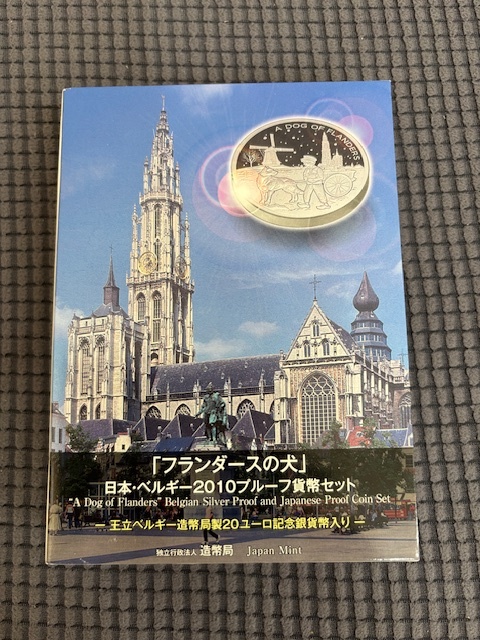 A DOG OF FLANDERS
「フランダースの犬」
日本・ベルギー2010プルーフ貨幣セット
"A Dog of Flanders" Belgian Silver Proof and Japanese Proof Coin Set
― 王立ベルギー造幣局製20ユーロ記念銀貨幣入り ―
独立行政法人 造幣局 Japan Mint